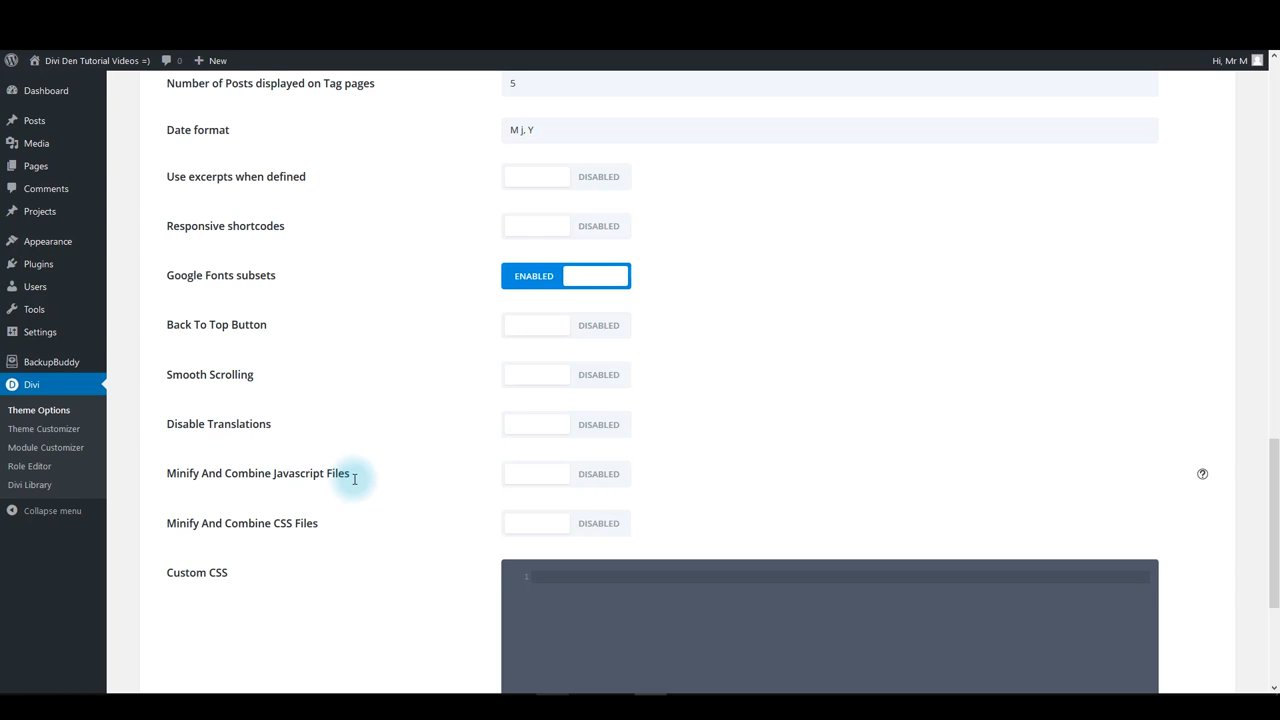 Divi Den Tutorial Videos =)
0
New
Hi, Mr M
Dashboard
Posts
Media
Pages
Comments
Projects
Appearance
Plugins
Users
Tools
Settings
BackupBuddy
D
Divi
Theme Options
Theme Customizer
Module Customizer
Role Editor
Divi Library
Collapse menu
Number of Posts displayed on Tag pages
5
Date format
M j, Y
Use excerpts when defined
DISABLED
Responsive shortcodes
DISABLED
Google Fonts subsets
ENABLED
Back To Top Button
DISABLED
Smooth Scrolling
DISABLED
Disable Translations
DISABLED
Minify And Combine Javascript Files
DISABLED
?
Minify And Combine CSS Files
DISABLED
Custom CSS
1